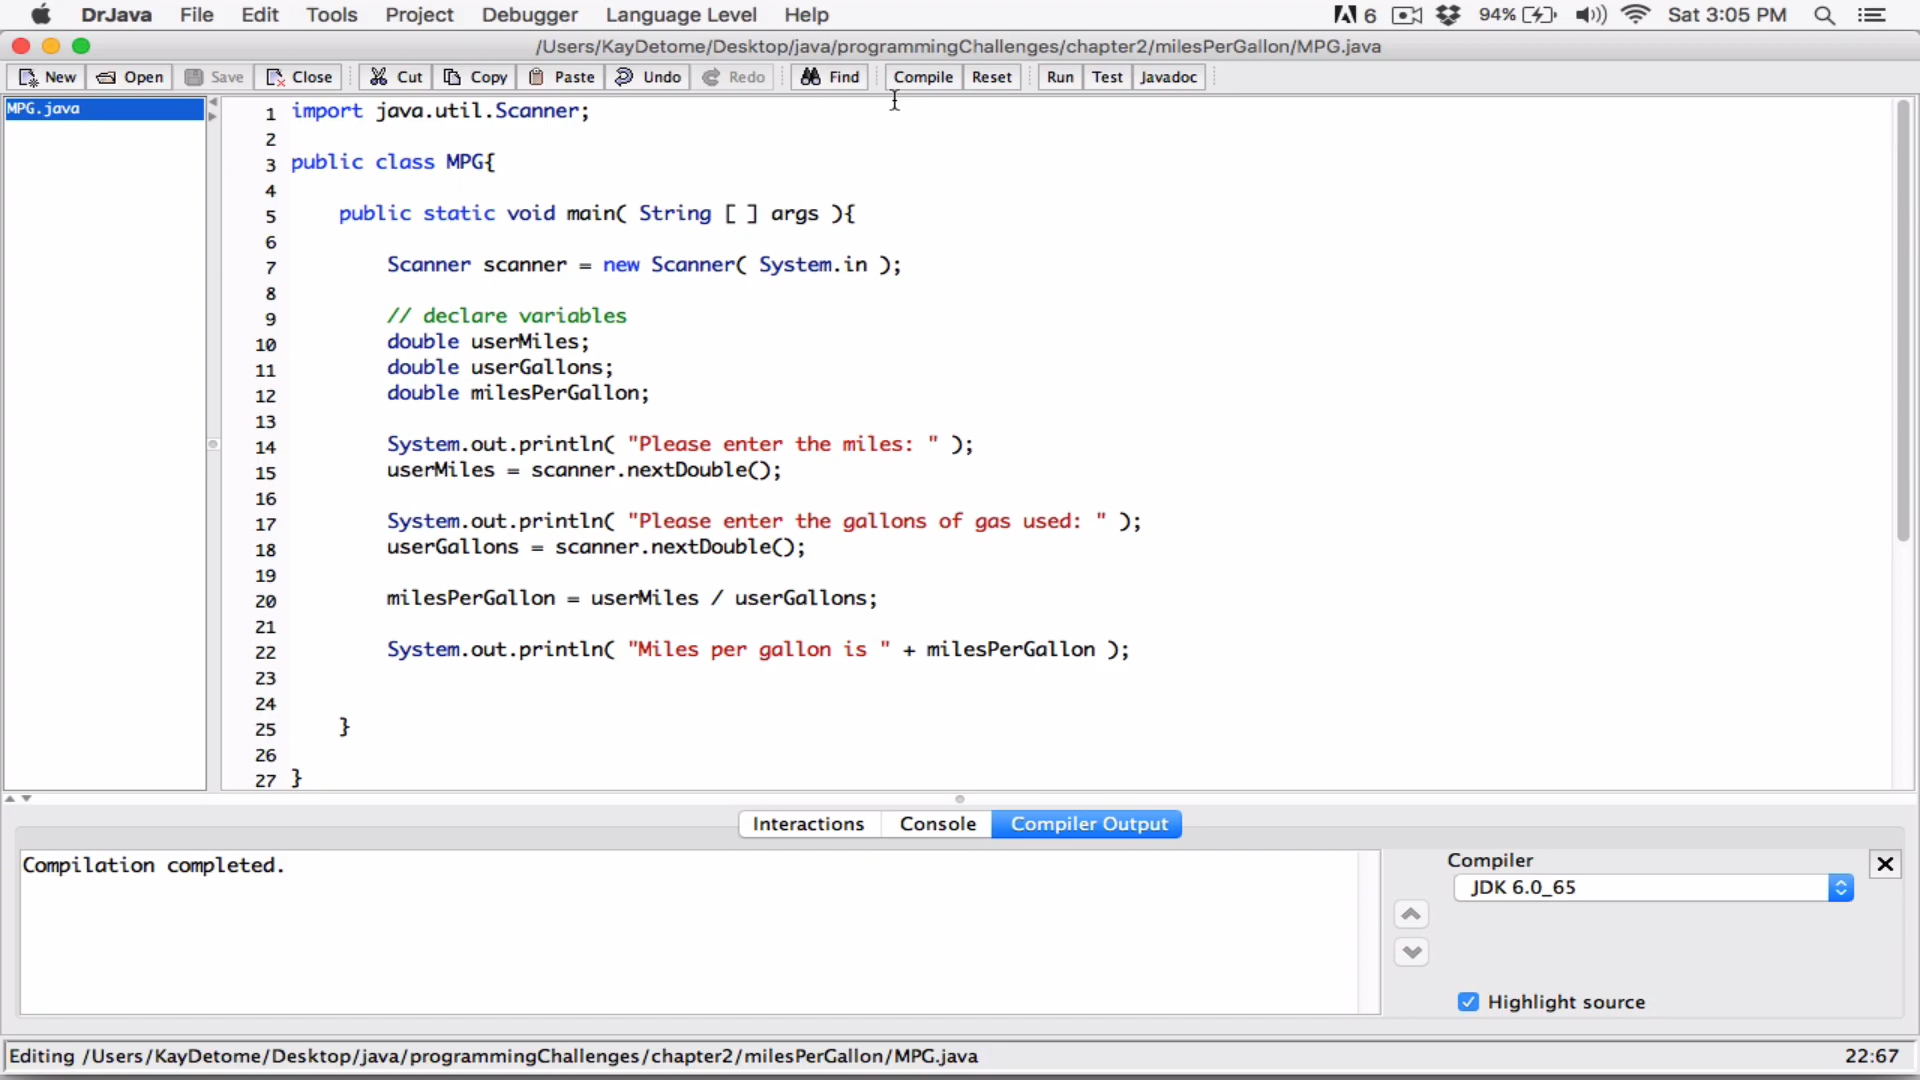 DrJava File Edit Tools Project Debugger Language Level Help 6 94% Sat 3:05 PM
/Users/KayDetome/Desktop/java/programmingChallenges/chapter2/milesPerGallon/MPG.java
New Open Save Close Cut Copy Paste Undo Redo Find Compile Reset Run Test Javadoc
MPG.java
1 import java.util.Scanner;
2
3 public class MPG{
4
5 public static void main( String [ ] args ){
6
7 Scanner scanner = new Scanner( System.in );
8
9 // declare variables
10 double userMiles;
11 double userGallons;
12 double milesPerGallon;
13
14 System.out.println( "Please enter the miles: " );
15 userMiles = scanner.nextDouble();
16
17 System.out.println( "Please enter the gallons of gas used: " );
18 userGallons = scanner.nextDouble();
19
20 milesPerGallon = userMiles / userGallons;
21
22 System.out.println( "Miles per gallon is " + milesPerGallon );
23
24
25 }
26
27 }
Interactions Console Compiler Output
Compilation completed.
Compiler
JDK 6.0_65
Highlight source
Editing /Users/KayDetome/Desktop/java/programmingChallenges/chapter2/milesPerGallon/MPG.java 22:67